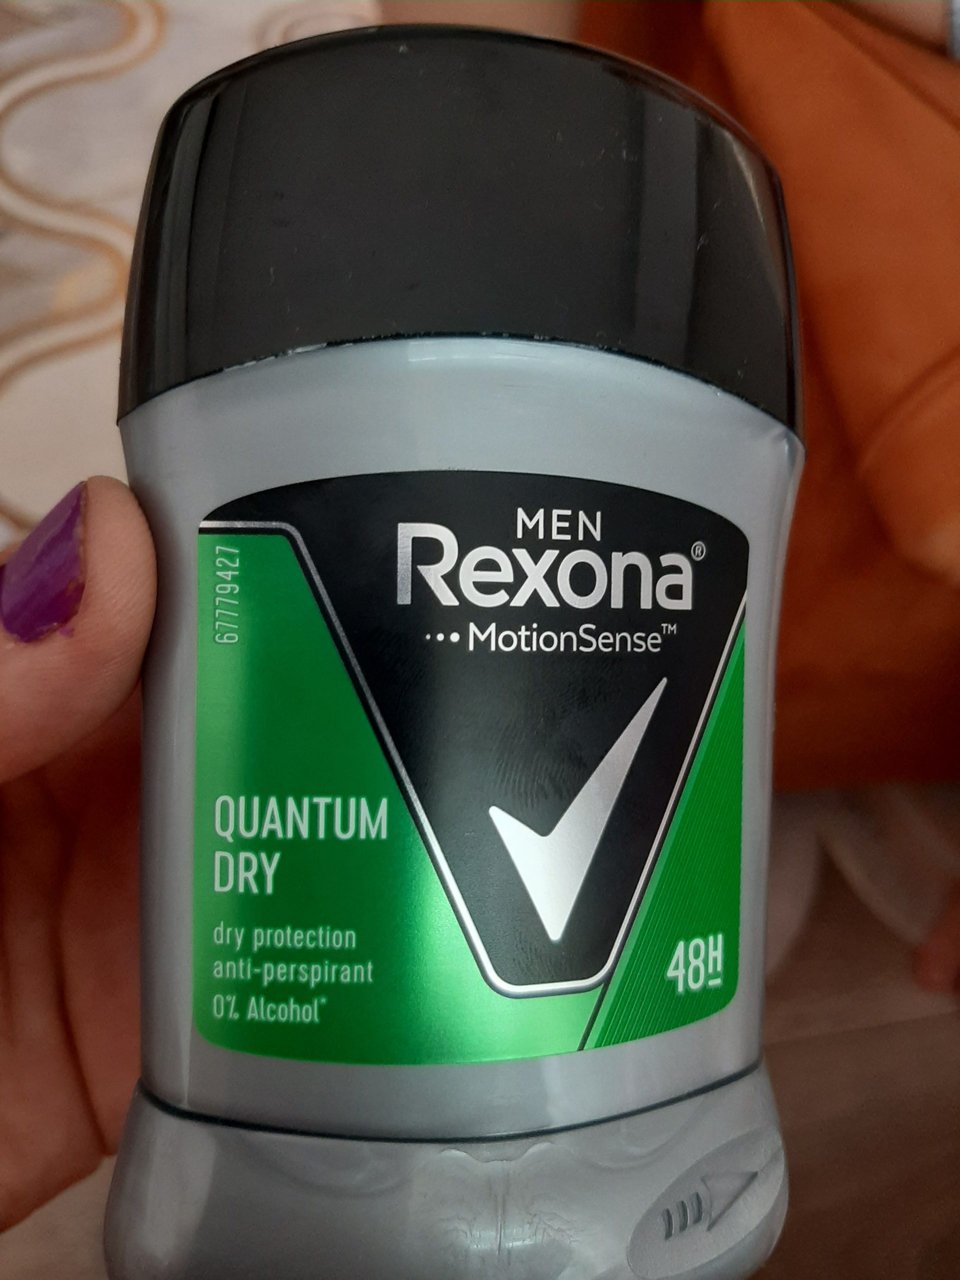 MEN
Rexona®
···MotionSense™
67779427
QUANTUM
DRY
dry protection
anti-perspirant
0% Alcohol*
48H